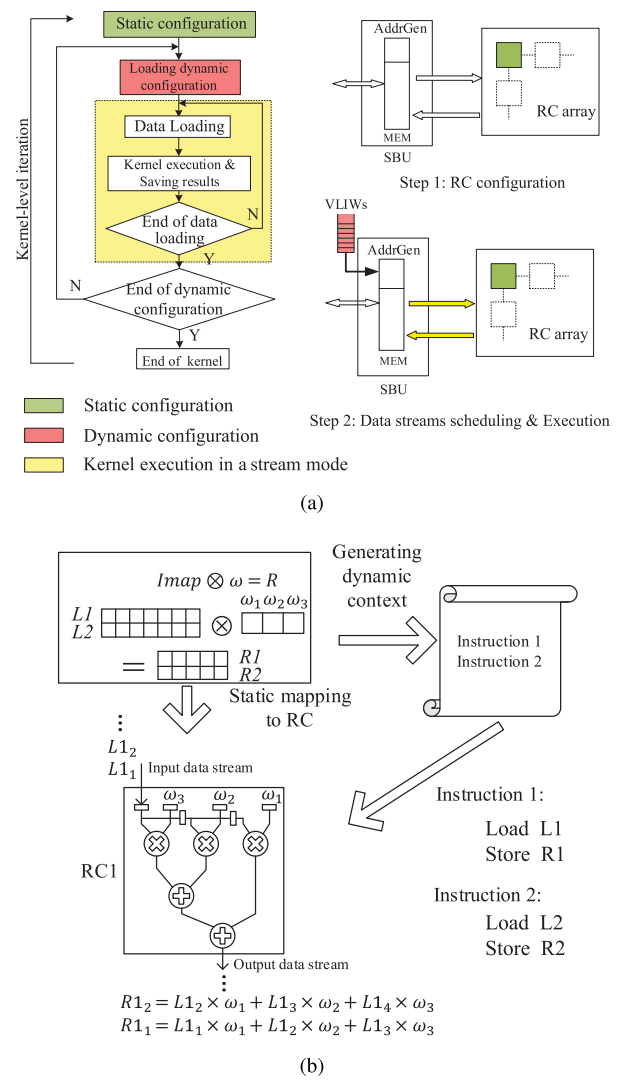 Static configuration
Loading dynamic
configuration
Data Loading
Kernel execution &
Saving results
End of data
loading
N
Y
End of dynamic
configuration
N
Y
End of kernel
Kernel-level iteration
AddrGen
MEM
SBU
RC array
Step 1: RC configuration
VLIWs
AddrGen
MEM
SBU
RC array
Step 2: Data streams scheduling & Execution
Static configuration
Dynamic configuration
Kernel execution in a stream mode
(a)
Imap ⊗ ω = R
L1
L2
⊗
ω₁ ω₂ ω₃
=
R1
R2
Generating
dynamic
context
Instruction 1
Instruction 2
Static mapping
to RC
⋮
L1₂
L1₁
Input data stream
ω₃ ω₂ ω₁
RC1
Output data stream
⋮
R1₂ = L1₂ × ω₁ + L1₃ × ω₂ + L1₄ × ω₃
R1₁ = L1₁ × ω₁ + L1₂ × ω₂ + L1₃ × ω₃
Instruction 1:
Load L1
Store R1
Instruction 2:
Load L2
Store R2
(b)